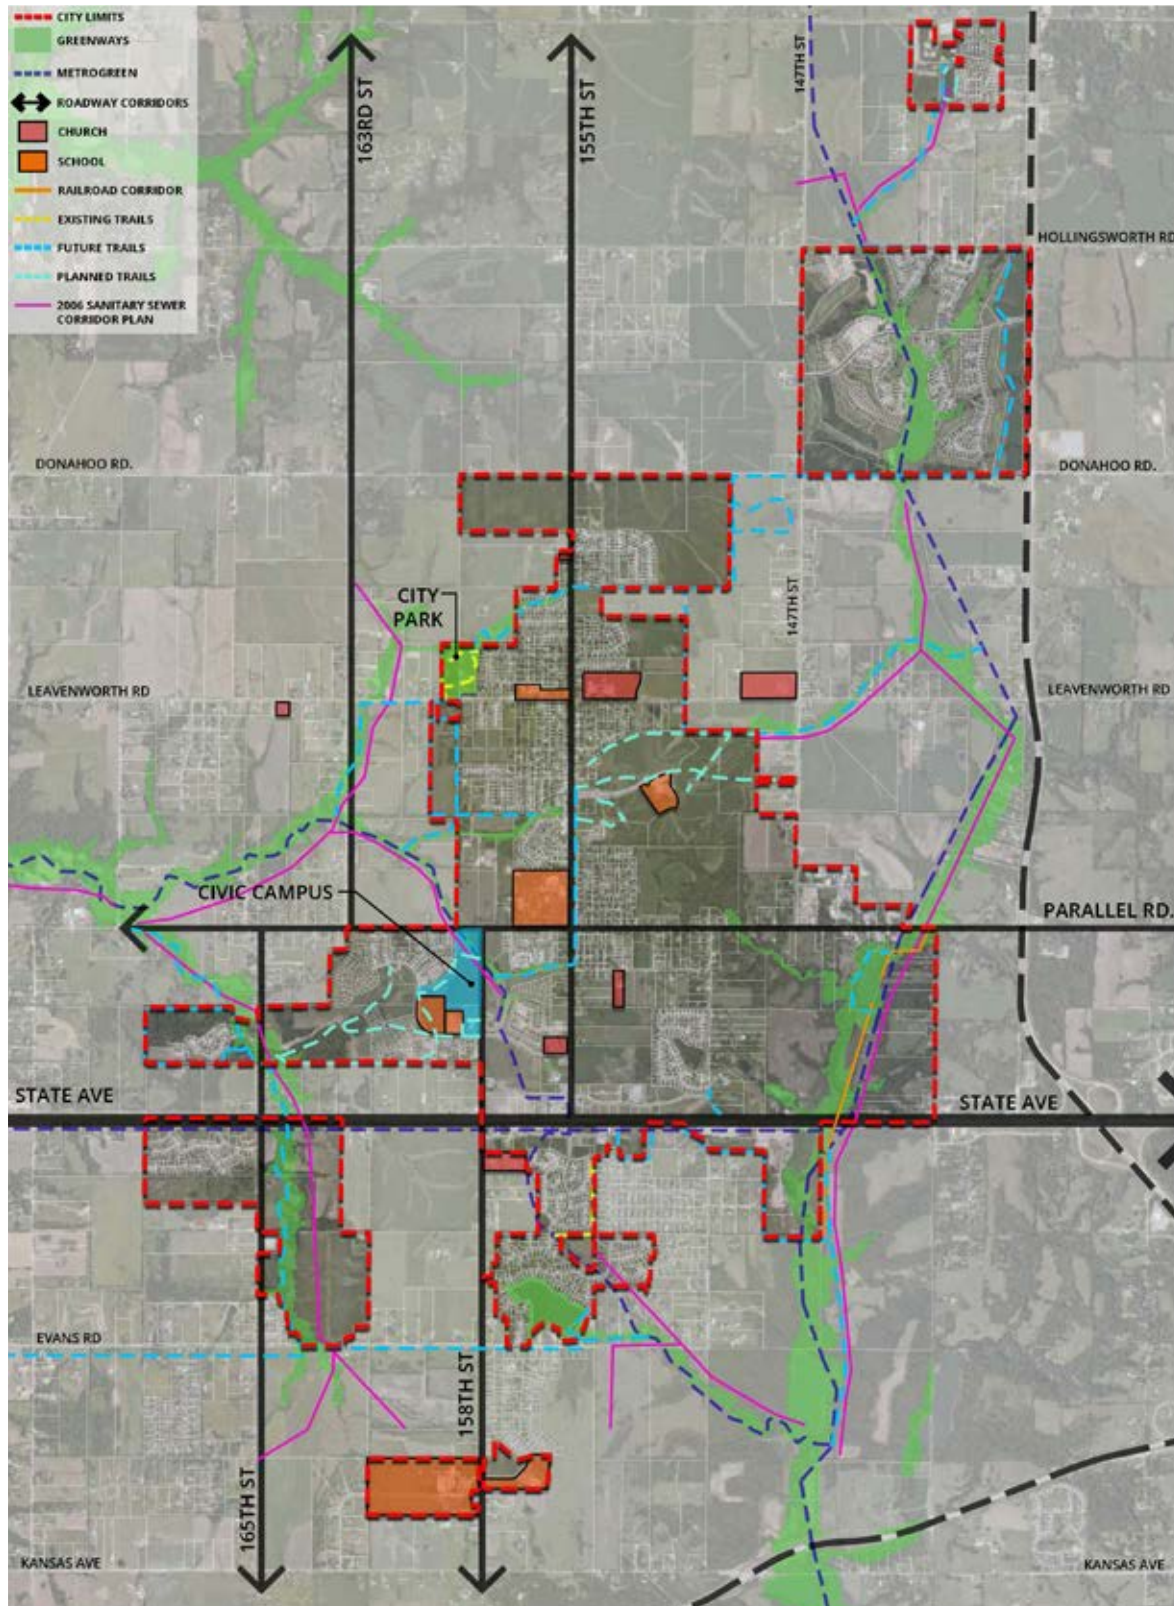 CITY LIMITS
GREENWAYS
METROGREEN
ROADWAY CORRIDORS
CHURCH
SCHOOL
RAILROAD CORRIDOR
EXISTING TRAILS
FUTURE TRAILS
PLANNED TRAILS
2006 SANITARY SEWER
CORRIDOR PLAN
163RD ST
155TH ST
147TH ST
HOLLINGSWORTH RD
DONAHOO RD.
DONAHOO RD.
CITY
PARK
147TH ST
LEAVENWORTH RD
LEAVENWORTH RD
CIVIC CAMPUS
PARALLEL RD.
STATE AVE
STATE AVE
EVANS RD
158TH ST
165TH ST
KANSAS AVE
KANSAS AVE